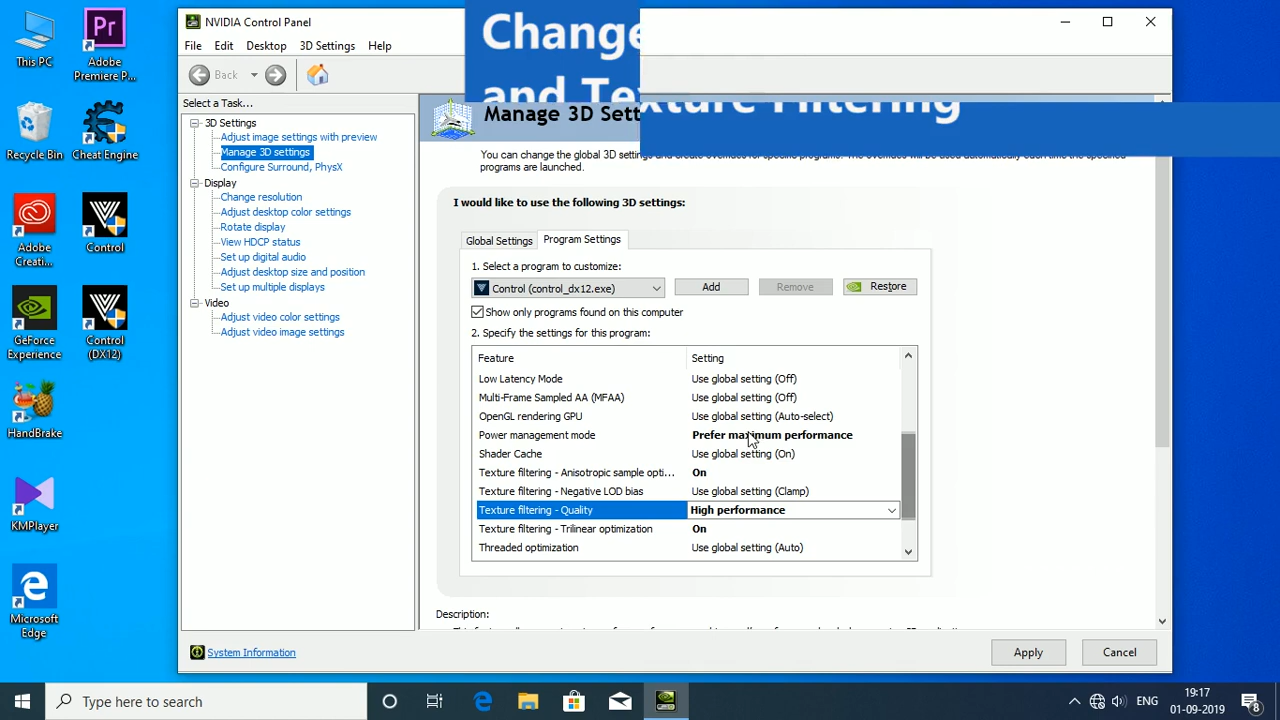 This PC
Adobe
Premiere P...
Recycle Bin
Cheat Engine
Adobe
Creati...
Control
GeForce
Experience
Control
(DX12)
HandBrake
KMPlayer
Microsoft
Edge
NVIDIA Control Panel
File Edit Desktop 3D Settings Help
Back
Change
and Texture Filtering
Select a Task...
3D Settings
Adjust image settings with preview
Manage 3D settings
Configure Surround, PhysX
Display
Change resolution
Adjust desktop color settings
Rotate display
View HDCP status
Set up digital audio
Adjust desktop size and position
Set up multiple displays
Video
Adjust video color settings
Adjust video image settings
System Information
Manage 3D Sett
You can change the global 3D settings and create overrides for specific programs. The overrides will be used automatically each time the specified
programs are launched.
I would like to use the following 3D settings:
Global Settings Program Settings
1. Select a program to customize:
Control (control_dx12.exe) Add Remove Restore
Show only programs found on this computer
2. Specify the settings for this program:
Feature Setting
Low Latency Mode Use global setting (Off)
Multi-Frame Sampled AA (MFAA) Use global setting (Off)
OpenGL rendering GPU Use global setting (Auto-select)
Power management mode Prefer maximum performance
Shader Cache Use global setting (On)
Texture filtering - Anisotropic sample opti... On
Texture filtering - Negative LOD bias Use global setting (Clamp)
Texture filtering - Quality High performance
Texture filtering - Trilinear optimization On
Threaded optimization Use global setting (Auto)
Description:
Apply Cancel
Type here to search
ENG
19:17
01-09-2019
8